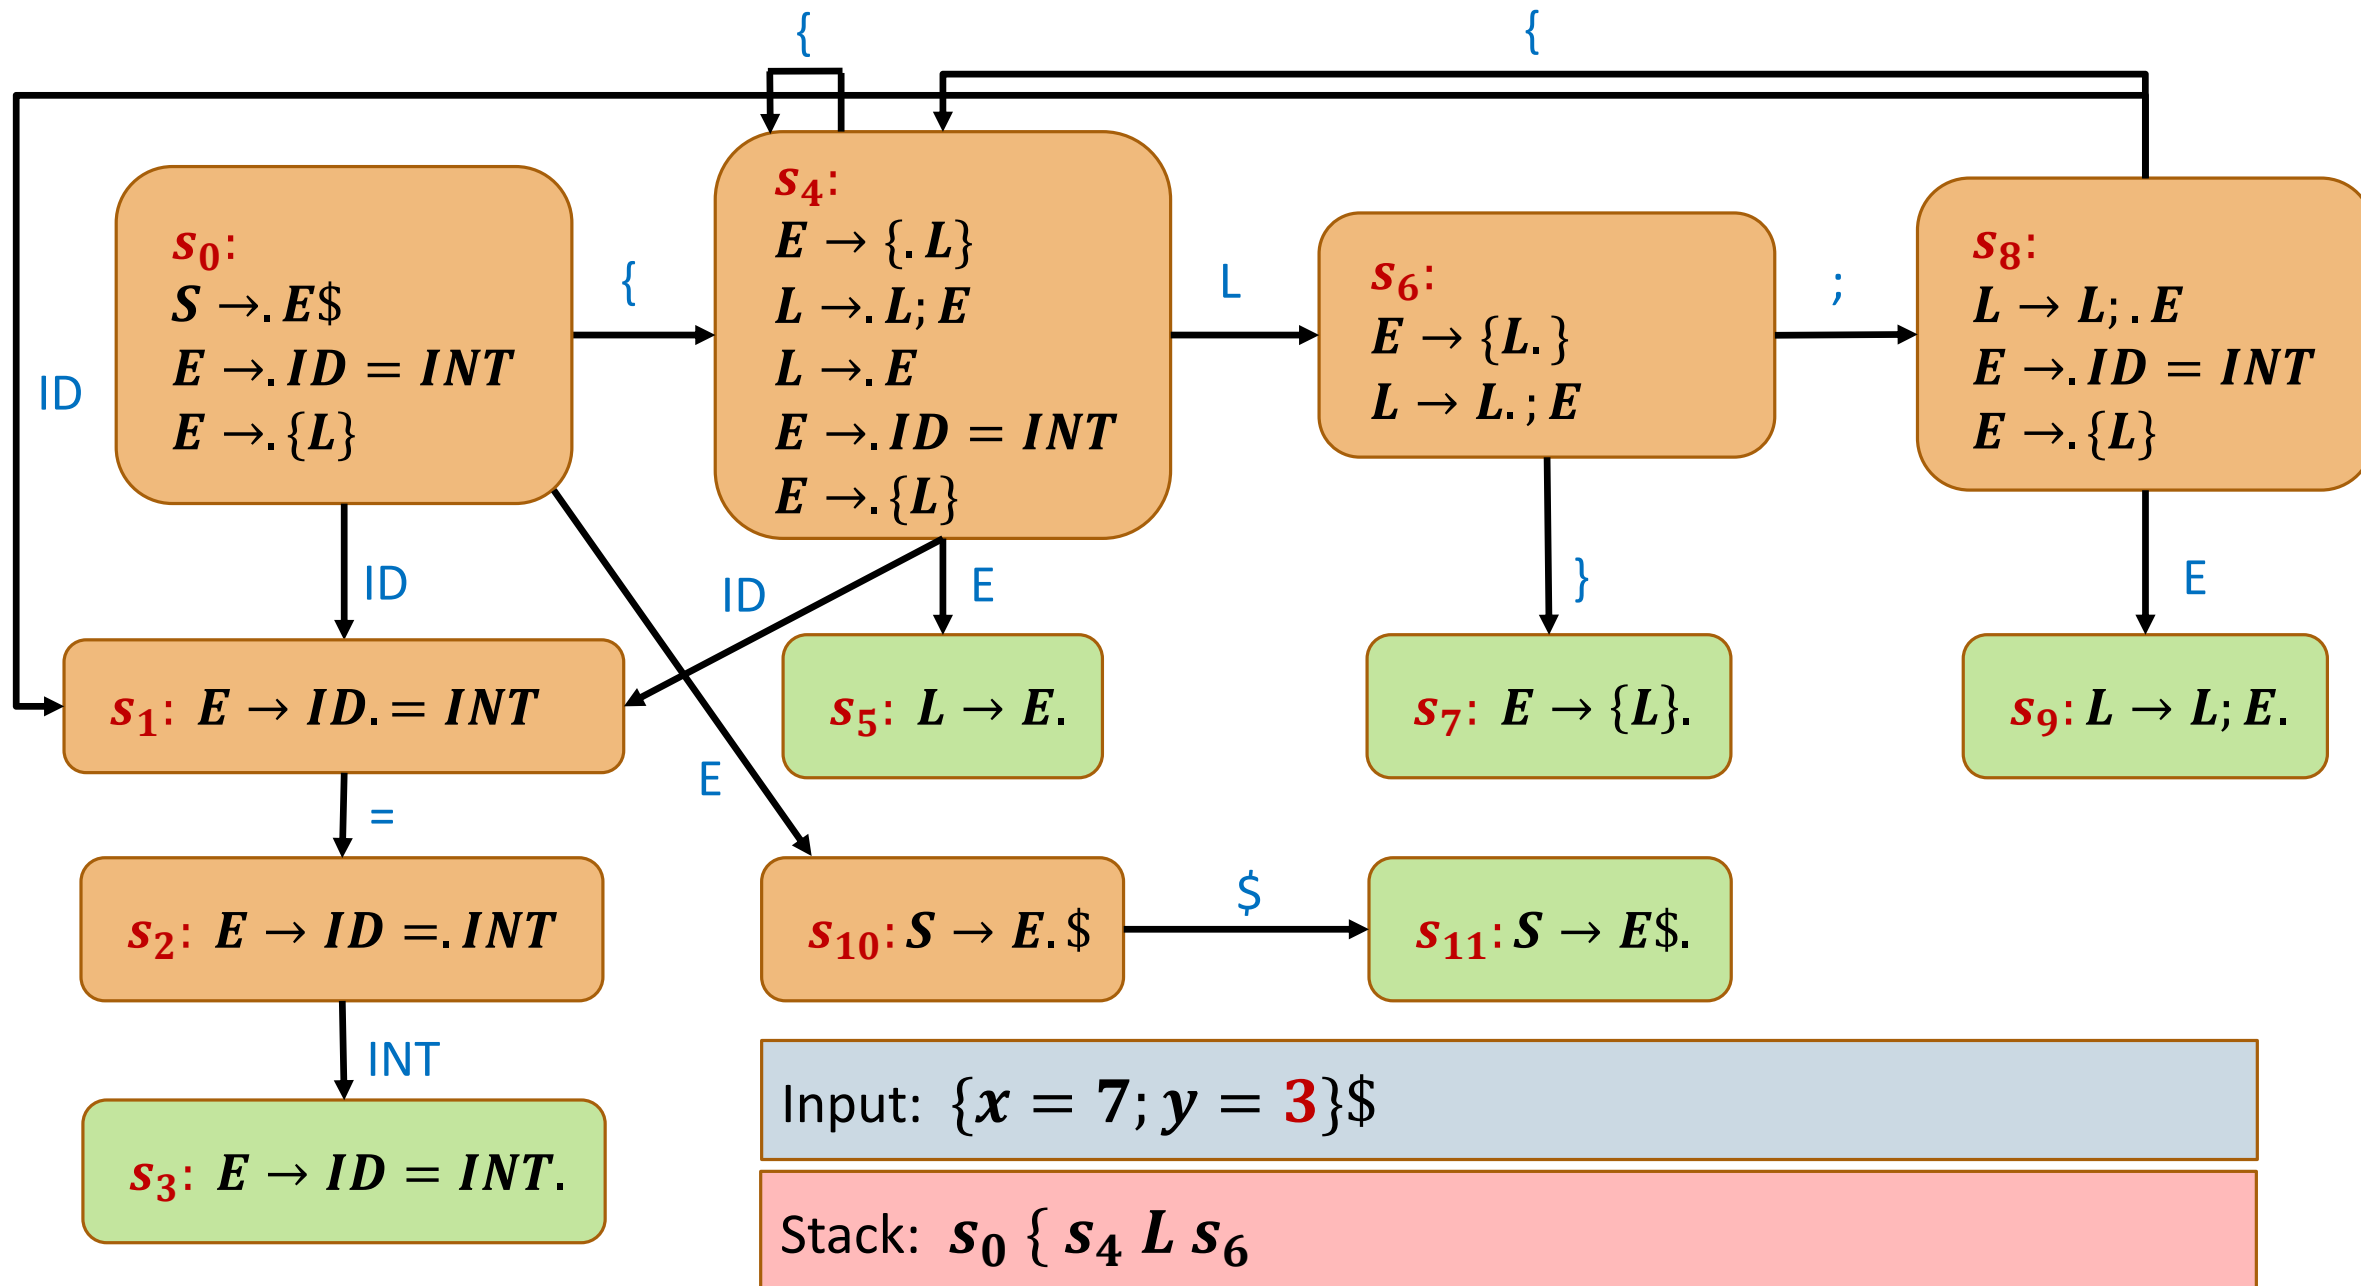 {
{
s₀:
S →. E$
E →. ID = INT
E →. {L}
{
s₄:
E → {. L}
L →. L; E
L →. E
E →. ID = INT
E →. {L}
L
s₆:
E → {L. }
L → L. ; E
;
s₈:
L → L; . E
E →. ID = INT
E →. {L}
ID
ID
ID
E
}
E
s₁: E → ID. = INT
s₅: L → E.
s₇: E → {L}.
s₉: L → L; E.
E
=
s₂: E → ID =. INT
s₁₀: S → E. $
$
s₁₁: S → E$.
INT
s₃: E → ID = INT.
Input: {x = 7; y = 3}$
Stack: s₀ { s₄ L s₆